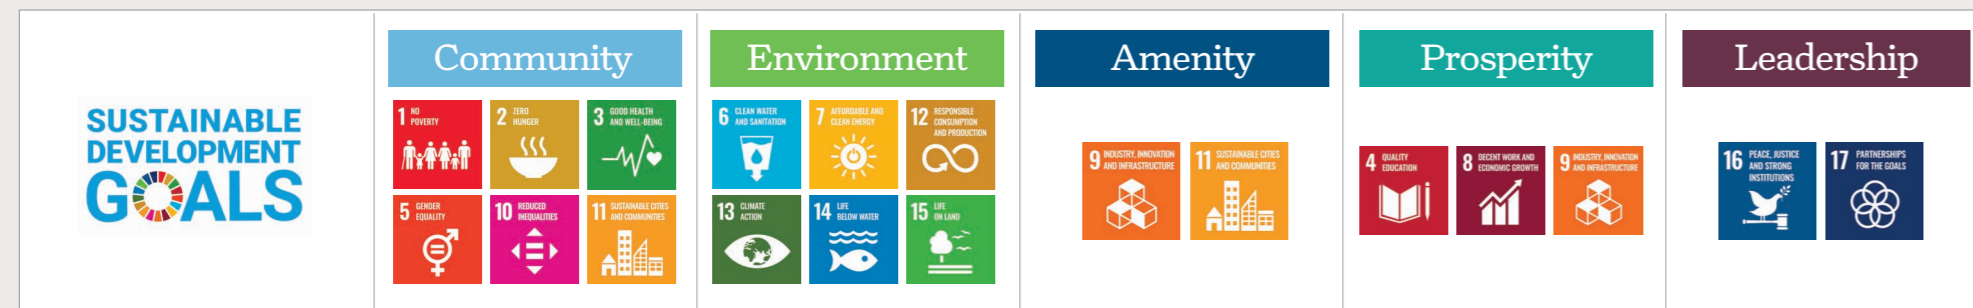 SUSTAINABLE
DEVELOPMENT
GOALS
Community
1 NO
POVERTY
2 ZERO
HUNGER
3 GOOD HEALTH
AND WELL-BEING
5 GENDER
EQUALITY
10 REDUCED
INEQUALITIES
11 SUSTAINABLE CITIES
AND COMMUNITIES
Environment
6 CLEAN WATER
AND SANITATION
7 AFFORDABLE AND
CLEAN ENERGY
12 RESPONSIBLE
CONSUMPTION
AND PRODUCTION
13 CLIMATE
ACTION
14 LIFE
BELOW WATER
15 LIFE
ON LAND
Amenity
9 INDUSTRY, INNOVATION
AND INFRASTRUCTURE
11 SUSTAINABLE CITIES
AND COMMUNITIES
Prosperity
4 QUALITY
EDUCATION
8 DECENT WORK AND
ECONOMIC GROWTH
9 INDUSTRY, INNOVATION
AND INFRASTRUCTURE
Leadership
16 PEACE, JUSTICE
AND STRONG
INSTITUTIONS
17 PARTNERSHIPS
FOR THE GOALS